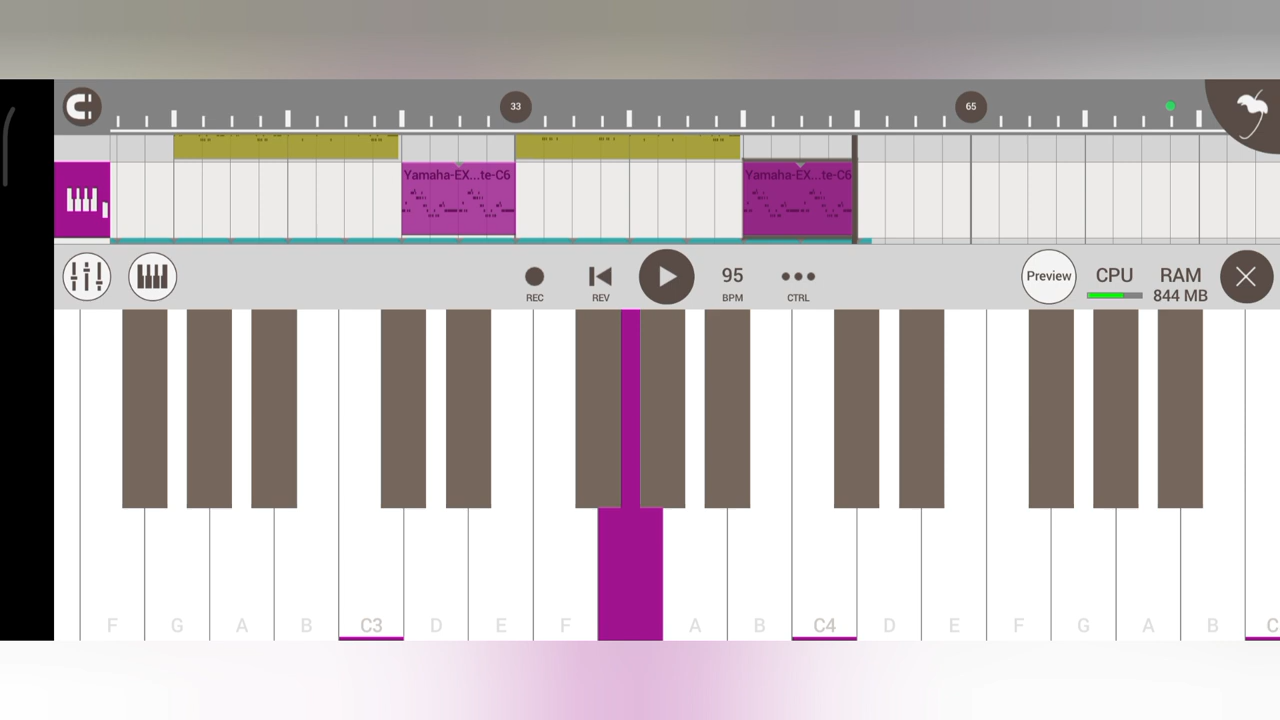 33
65
Yamaha-EX...te-C6
Yamaha-EX...te-C6
REC
REV
95
BPM
CTRL
Preview
CPU
RAM
844 MB
F G A B C3 D E F A B C4 D E F G A B C